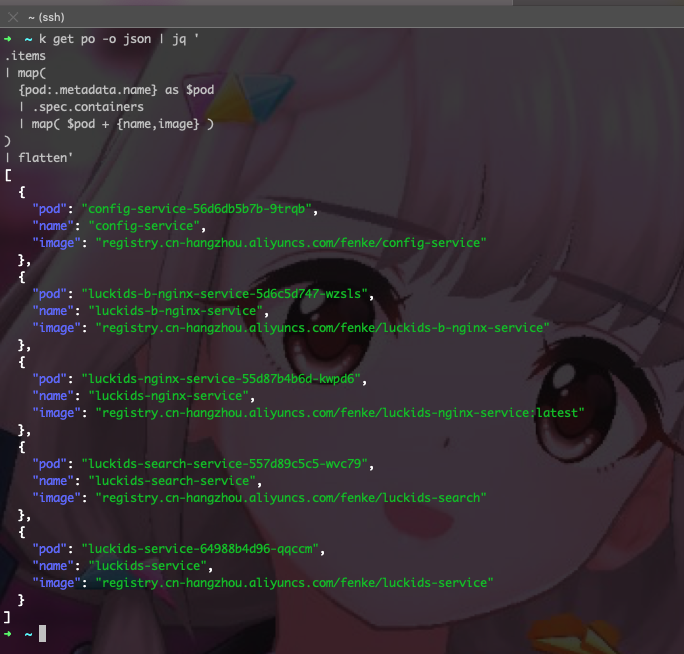 ~ (ssh)
➜  ~ k get po -o json | jq '
.items
| map(
  {pod:.metadata.name} as $pod
  | .spec.containers
  | map( $pod + {name,image} )
)
| flatten'
[
  {
    "pod": "config-service-56d6db5b7b-9trqb",
    "name": "config-service",
    "image": "registry.cn-hangzhou.aliyuncs.com/fenke/config-service"
  },
  {
    "pod": "luckids-b-nginx-service-5d6c5d747-wzsls",
    "name": "luckids-b-nginx-service",
    "image": "registry.cn-hangzhou.aliyuncs.com/fenke/luckids-b-nginx-service"
  },
  {
    "pod": "luckids-nginx-service-55d87b4b6d-kwpd6",
    "name": "luckids-nginx-service",
    "image": "registry.cn-hangzhou.aliyuncs.com/fenke/luckids-nginx-service:latest"
  },
  {
    "pod": "luckids-search-service-557d89c5c5-wvc79",
    "name": "luckids-search-service",
    "image": "registry.cn-hangzhou.aliyuncs.com/fenke/luckids-search"
  },
  {
    "pod": "luckids-service-64988b4d96-qqccm",
    "name": "luckids-service",
    "image": "registry.cn-hangzhou.aliyuncs.com/fenke/luckids-service"
  }
]
➜  ~